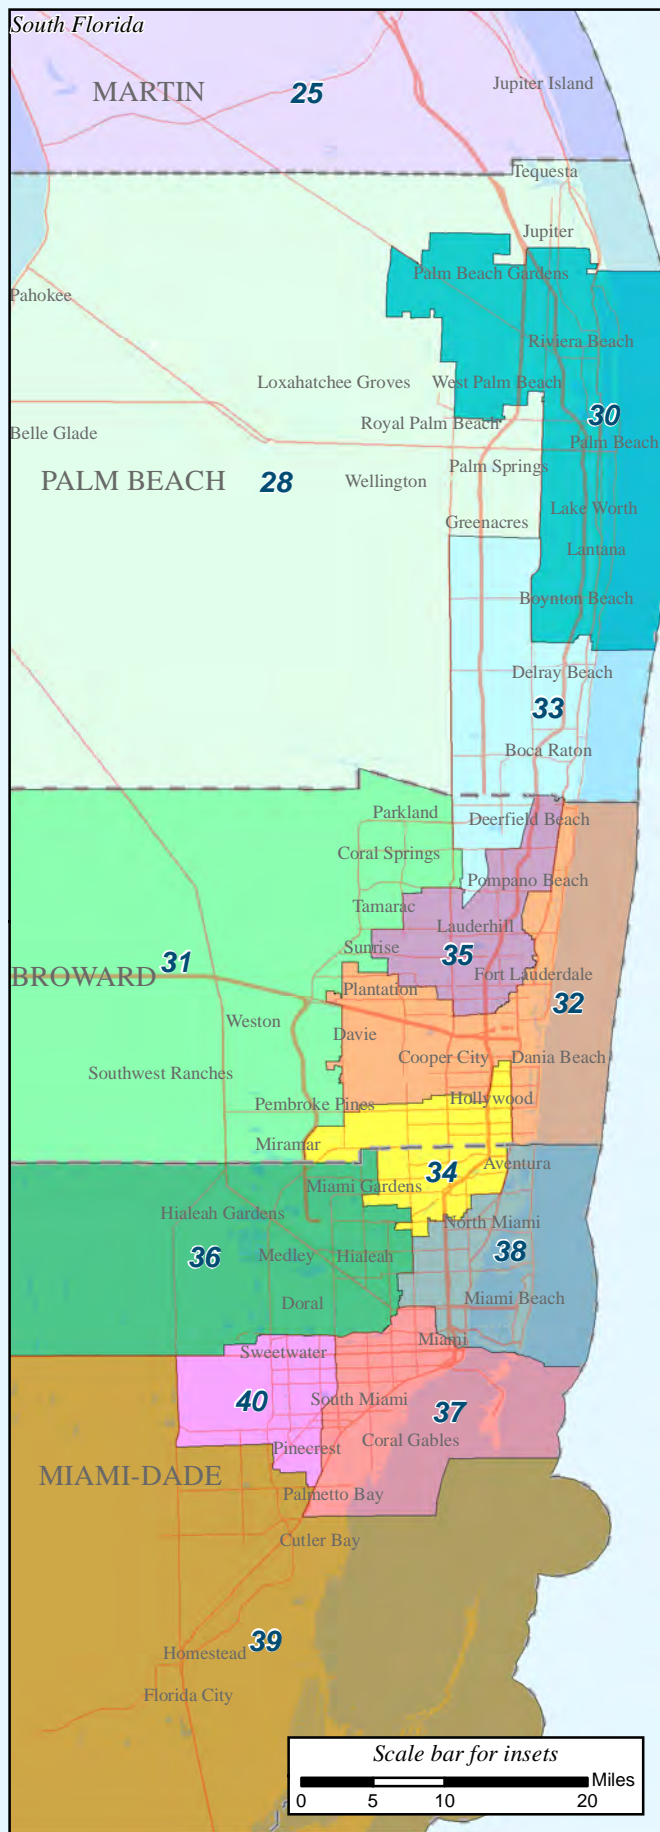 South Florida
MARTIN
25
Jupiter Island
Tequesta
Jupiter
Palm Beach Gardens
Pahokee
Riviera Beach
Loxahatchee Groves
West Palm Beach
30
Royal Palm Beach
Belle Glade
Palm Beach
Palm Springs
PALM BEACH
28
Wellington
Lake Worth
Greenacres
Lantana
Boynton Beach
Delray Beach
33
Boca Raton
Parkland
Deerfield Beach
Coral Springs
Pompano Beach
Tamarac
Lauderhill
Sunrise
35
31
BROWARD
Fort Lauderdale
Plantation
32
Weston
Davie
Cooper City
Dania Beach
Southwest Ranches
Hollywood
Pembroke Pines
Miramar
34
Aventura
Miami Gardens
Hialeah Gardens
North Miami
36
Medley
Hialeah
38
Doral
Miami Beach
Miami
Sweetwater
40
South Miami
37
Coral Gables
Pinecrest
MIAMI-DADE
Palmetto Bay
Cutler Bay
39
Homestead
Florida City
Scale bar for insets
Miles
0 5 10 20